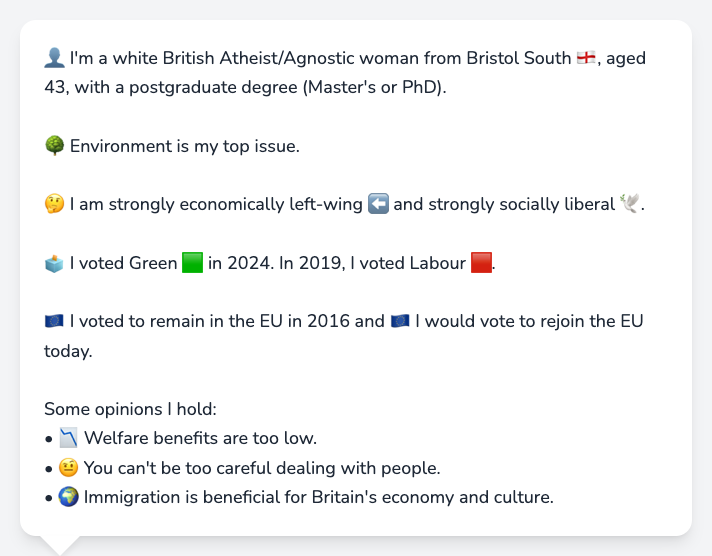 👤 I'm a white British Atheist/Agnostic woman from Bristol South 🏴󠁧󠁢󠁥󠁮󠁧󠁿, aged
43, with a postgraduate degree (Master's or PhD).
🌳 Environment is my top issue.
🤔 I am strongly economically left-wing ⬅️ and strongly socially liberal 🕊️.
🗳️ I voted Green 🟩 in 2024. In 2019, I voted Labour 🟥.
🇪🇺 I voted to remain in the EU in 2016 and 🇪🇺 I would vote to rejoin the EU
today.
Some opinions I hold:
• 📉 Welfare benefits are too low.
• 🤨 You can't be too careful dealing with people.
• 🌍 Immigration is beneficial for Britain's economy and culture.